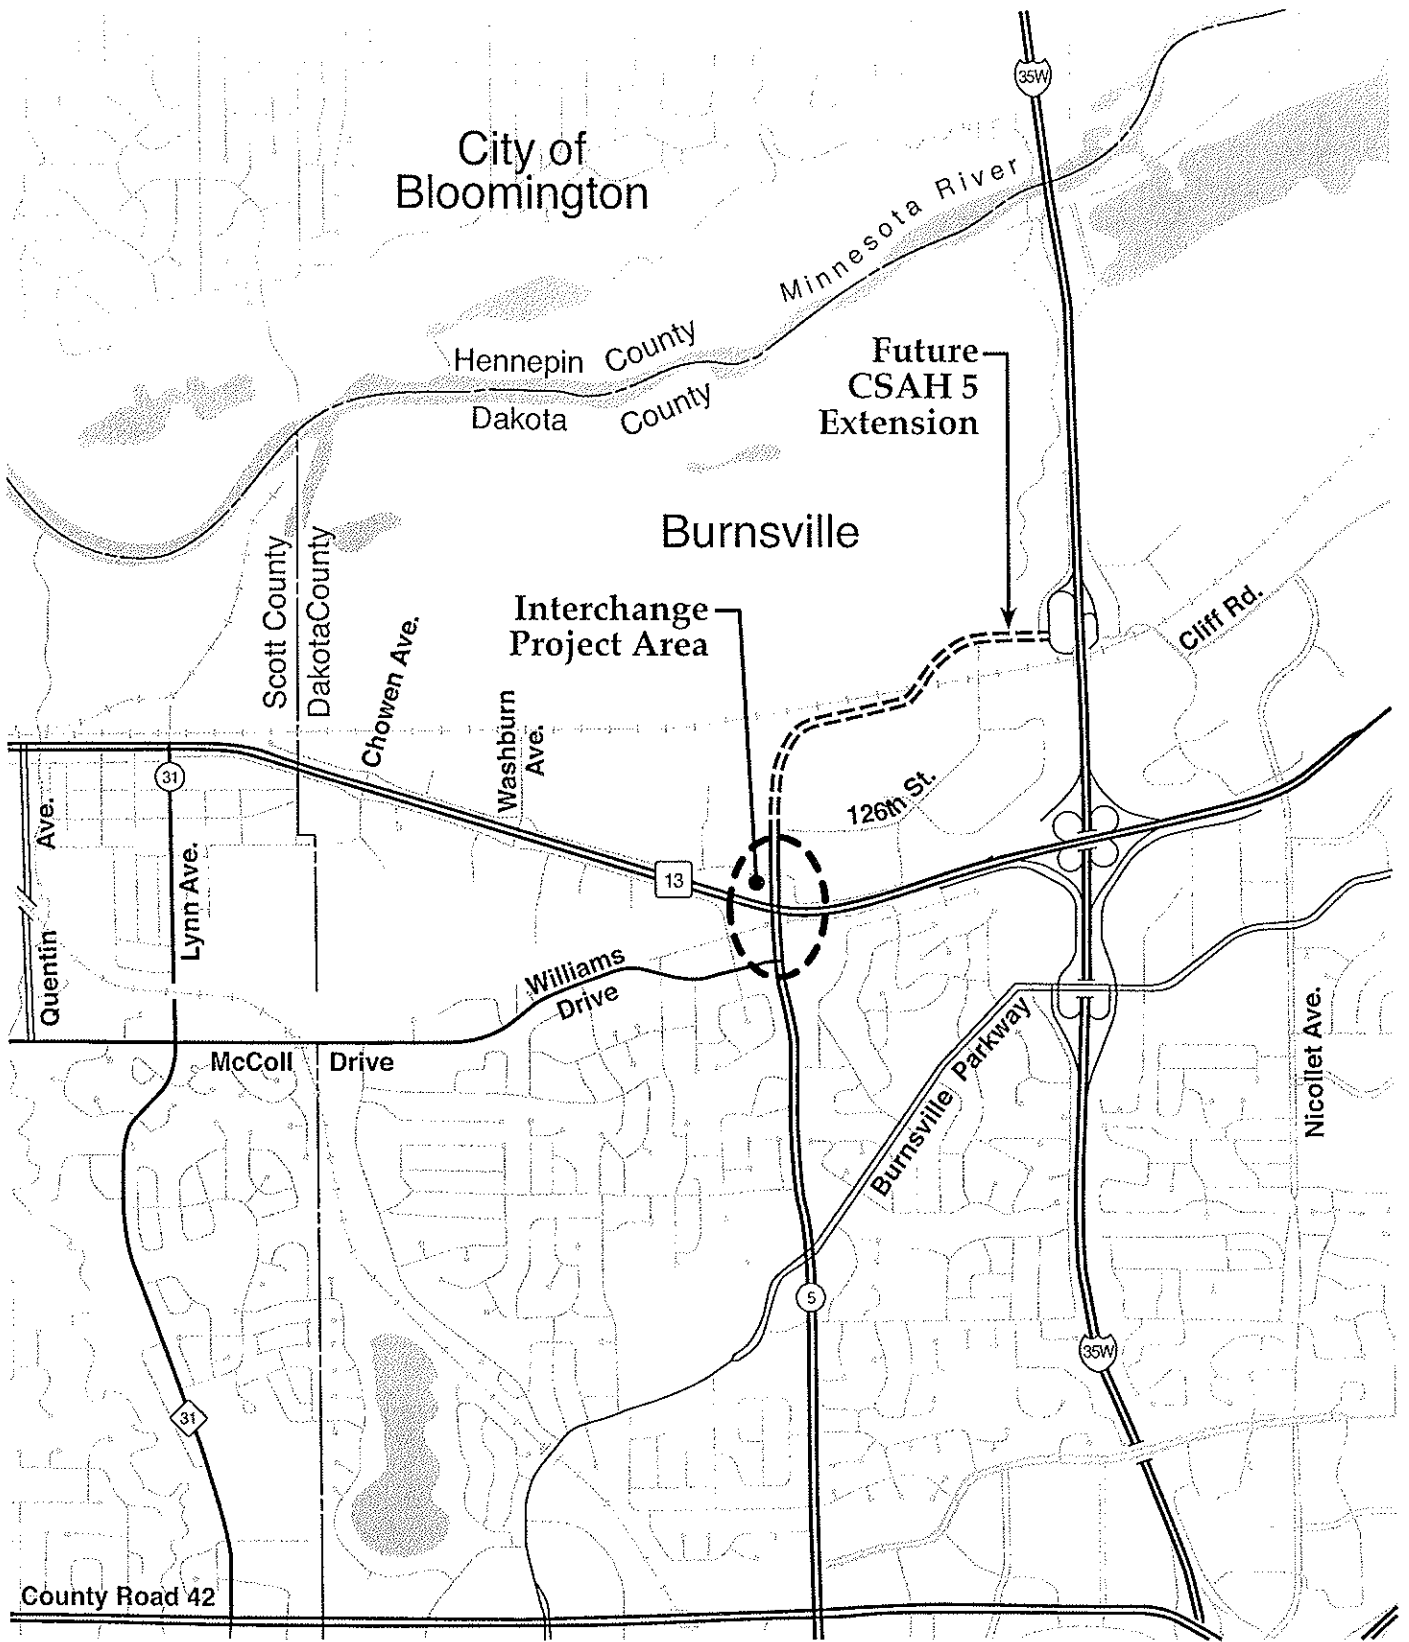 35W
City of
Bloomington
Minnesota River
Hennepin County
Dakota County
Future
CSAH 5
Extension
Burnsville
Scott County
DakotaCounty
Interchange
Project Area
Chowen Ave.
Washburn
Ave.
Cliff Rd.
31
126th St.
Quentin Ave.
Lynn Ave.
13
Williams
Drive
McColl Drive
Burnsville Parkway
Nicollet Ave.
5
35W
31
County Road 42